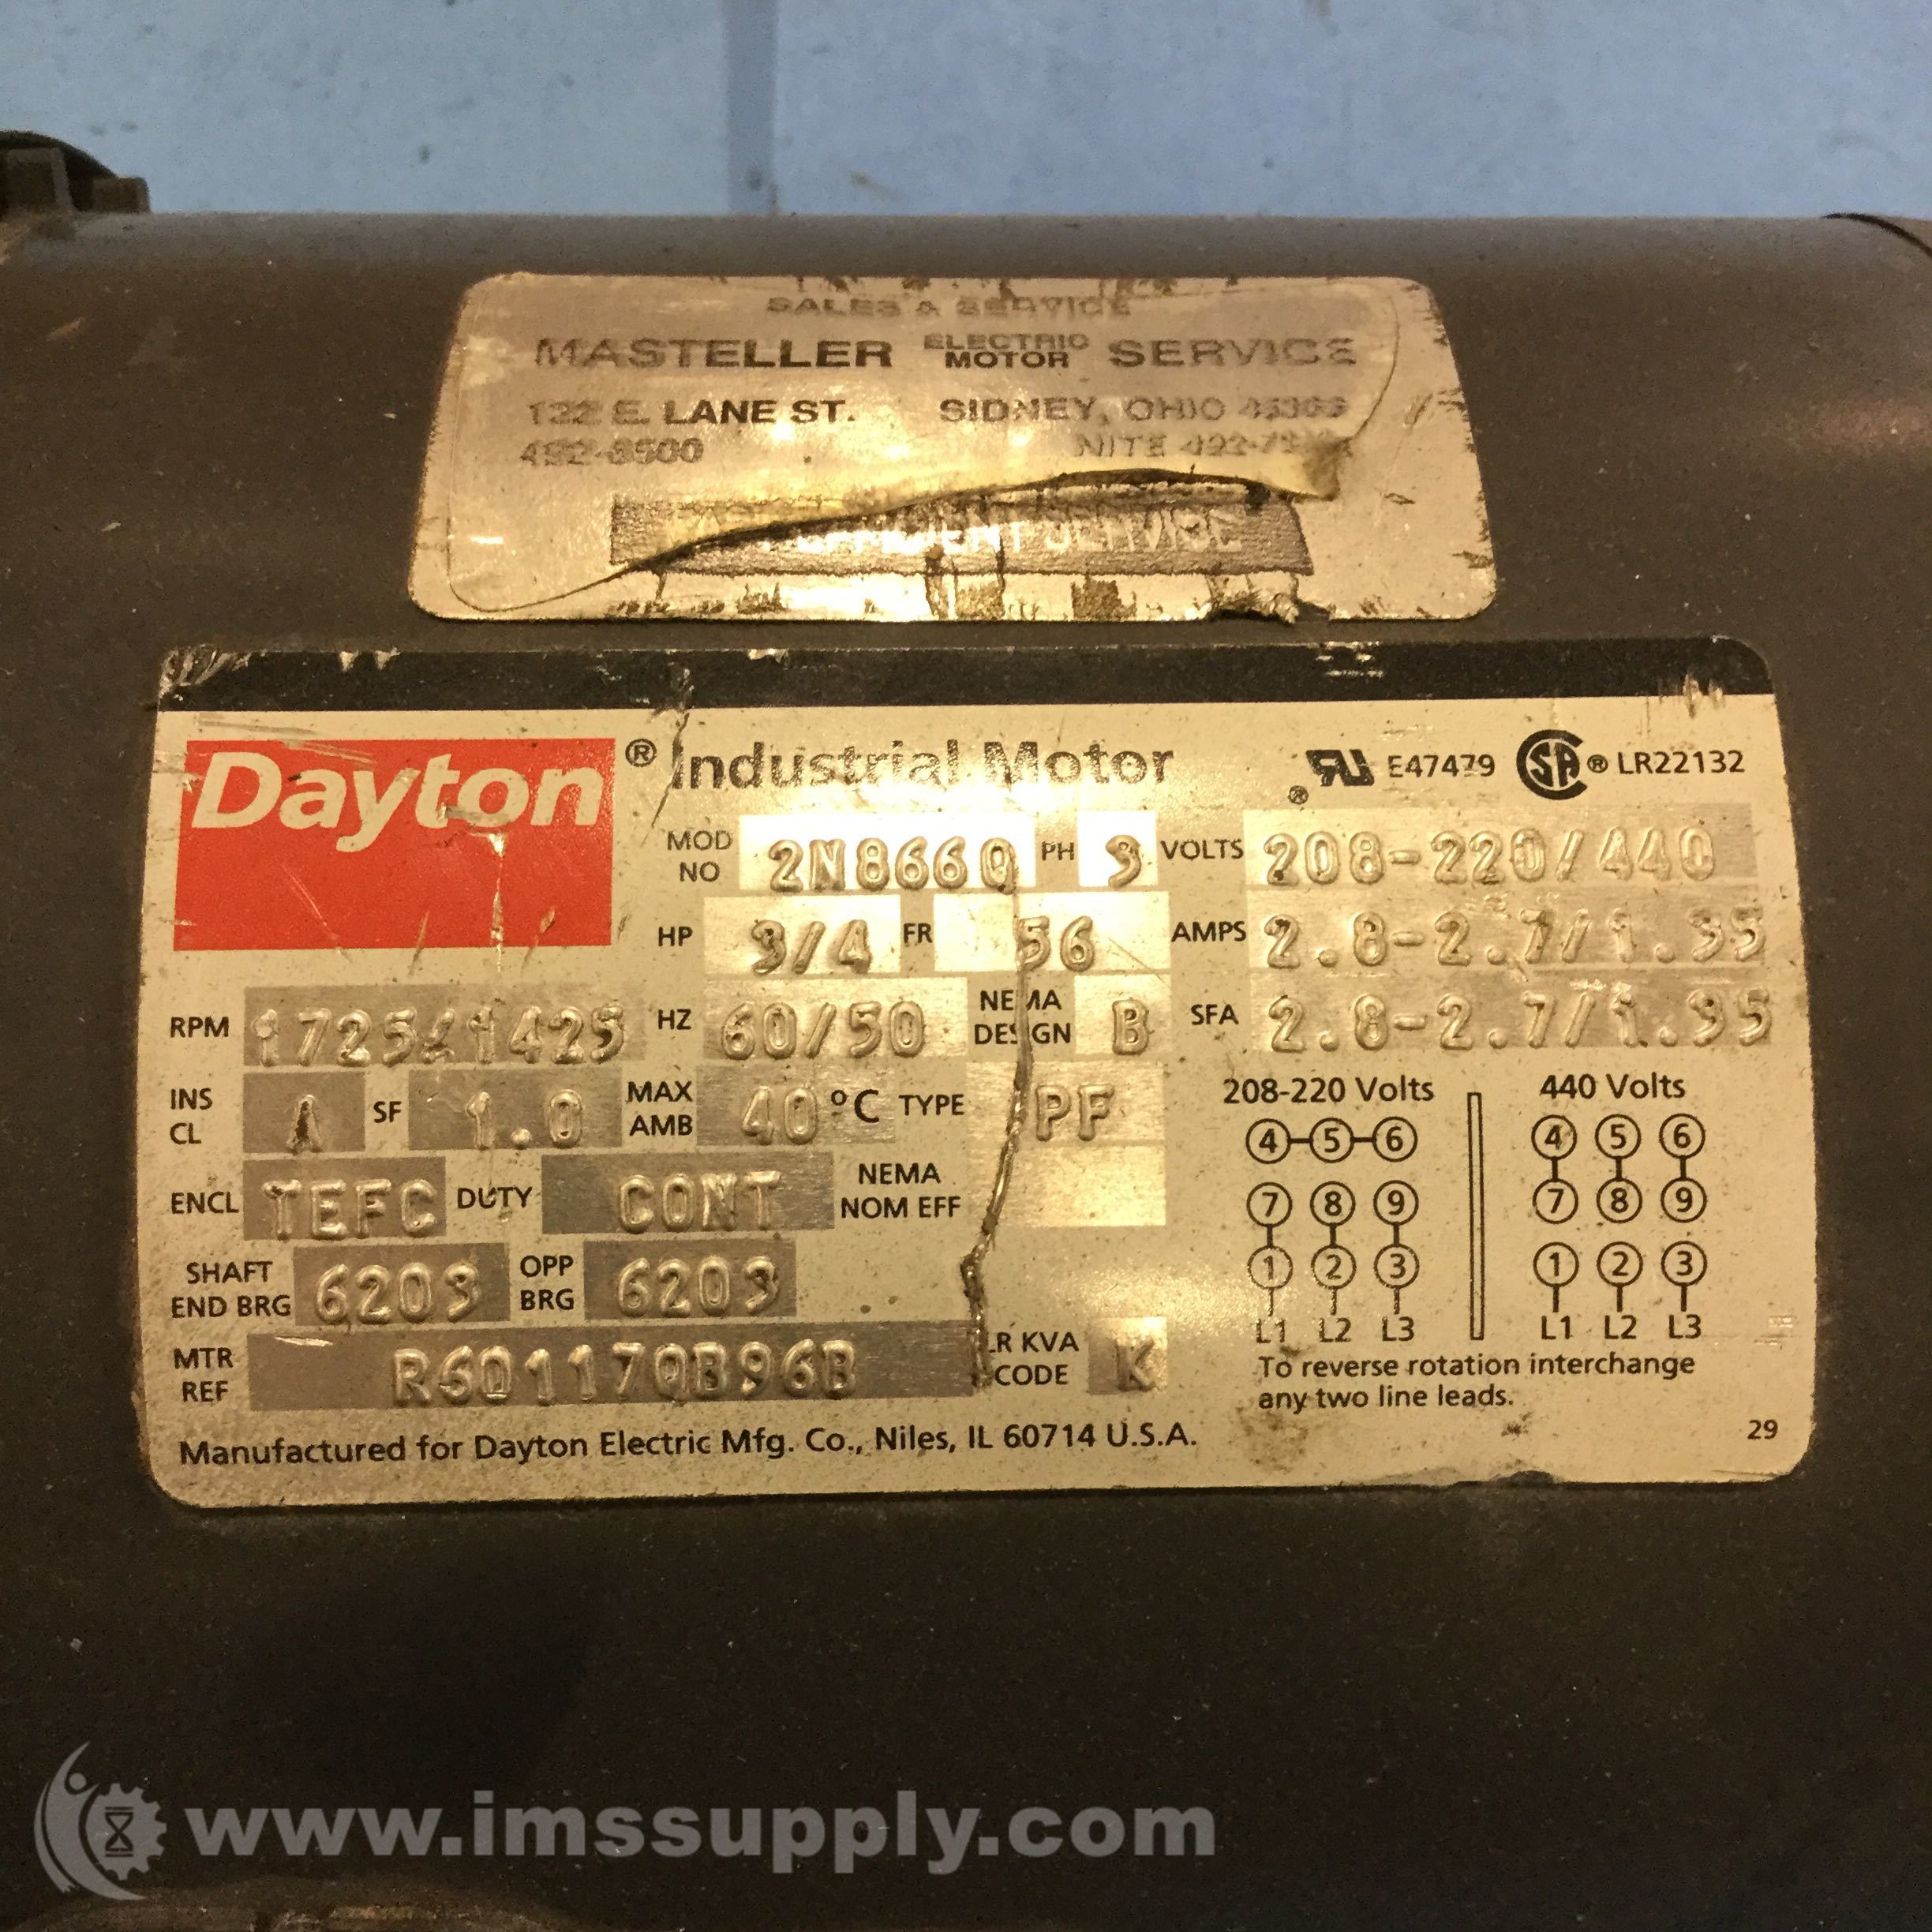 SALES & SERVICE
MASTELLER ELECTRIC MOTOR SERVICE
122 E. LANE ST. SIDNEY, OHIO
NITE
SERVICE
Dayton® Industrial Motor ® E47479 ® LR22132
MOD NO 2N866Q PH 3 VOLTS 208-220/440
HP 3/4 FR 56 AMPS 2.8-2.7/1.35
RPM 1725/1425 HZ 60/50 NEMA DESIGN B SFA 2.8-2.7/1.35
INS CL A SF 1.0 MAX AMB 40 °C TYPE PF
ENCL TEFC DUTY CONT NEMA NOM EFF
SHAFT END BRG 6203 OPP BRG 6203
MTR REF LR KVA CODE K
208-220 Volts 440 Volts
4 5 6 4 5 6
7 8 9 7 8 9
1 2 3 1 2 3
L1 L2 L3 L1 L2 L3
To reverse rotation interchange
any two line leads.
Manufactured for Dayton Electric Mfg. Co., Niles, IL 60714 U.S.A.
29
www.imssupply.com